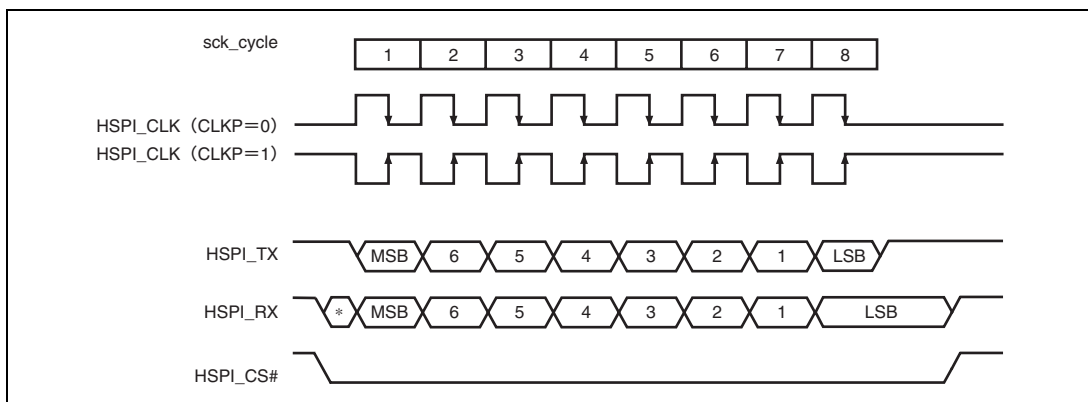 sck_cycle 1 2 3 4 5 6 7 8
HSPI_CLK（CLKP＝0）
HSPI_CLK（CLKP＝1）
HSPI_TX MSB 6 5 4 3 2 1 LSB
HSPI_RX * MSB 6 5 4 3 2 1 LSB
HSPI_CS#